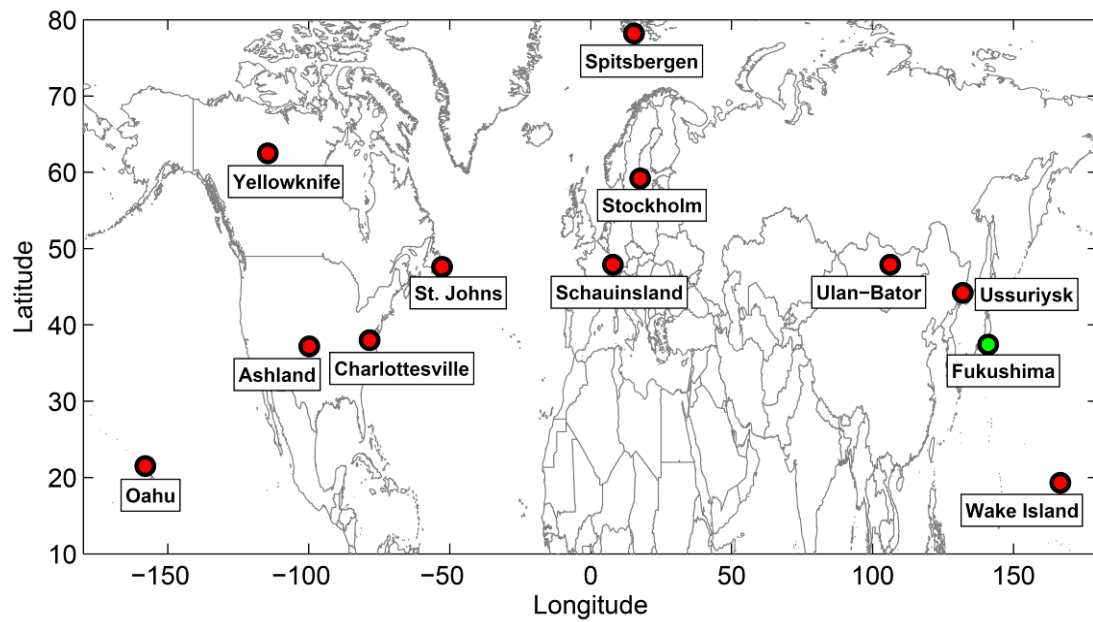 80
70
60
50
40
30
20
10
Latitude
Spitsbergen
Yellowknife
Stockholm
St. Johns
Schauinsland
Ulan−Bator
Ussuriysk
Ashland
Charlottesville
Fukushima
Oahu
Wake Island
−150
−100
−50
0
50
100
150
Longitude